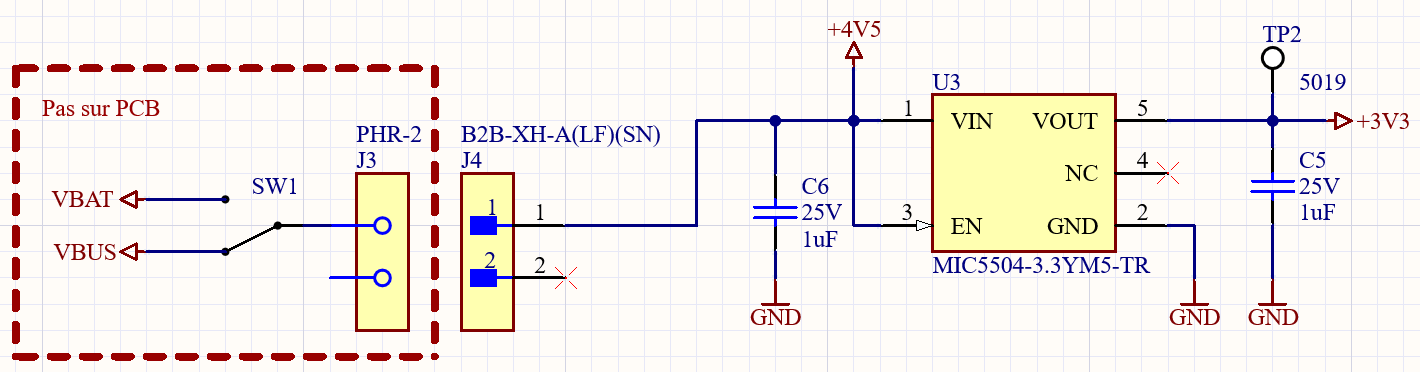 Pas sur PCB
VBAT
VBUS
SW1
PHR-2
J3
B2B-XH-A(LF)(SN)
J4
1
1
2
2
+4V5
C6
25V
1uF
GND
U3
1
VIN
3
EN
VOUT
5
NC
4
GND
2
MIC5504-3.3YM5-TR
GND
TP2
5019
+3V3
C5
25V
1uF
GND